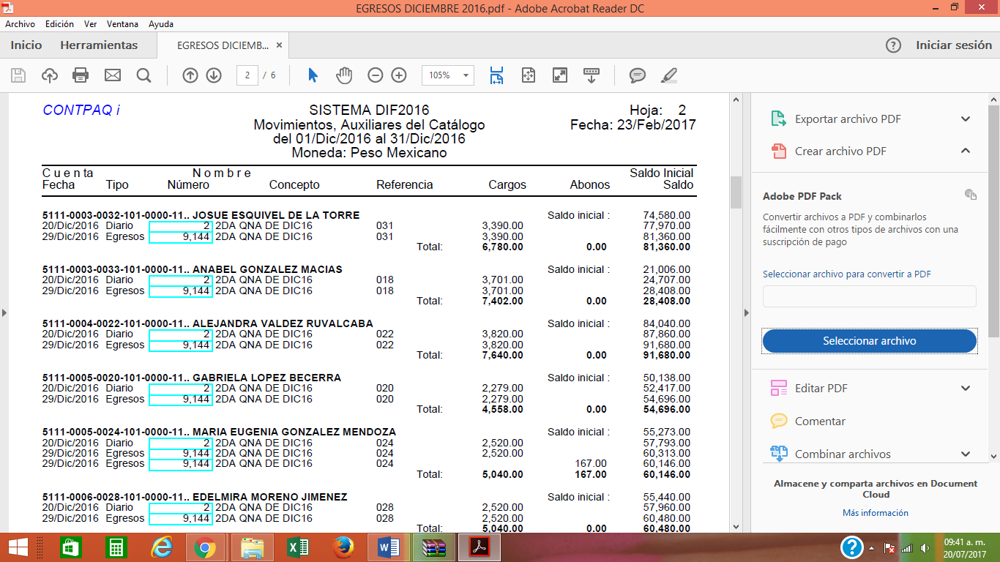 EGRESOS DICIEMBRE 2016.pdf - Adobe Acrobat Reader DC
Archivo Edición Ver Ventana Ayuda
Inicio Herramientas EGRESOS DICIEMB... × ? Iniciar sesión
2 / 6 105%
CONTPAQ i SISTEMA DIF2016 Hoja: 2
Movimientos, Auxiliares del Catálogo Fecha: 23/Feb/2017
del 01/Dic/2016 al 31/Dic/2016
Moneda: Peso Mexicano
C u e n ta N o m b r e Saldo Inicial
Fecha Tipo Número Concepto Referencia Cargos Abonos Saldo
5111-0003-0032-101-0000-11.. JOSUE ESQUIVEL DE LA TORRE Saldo inicial : 74,580.00
20/Dic/2016 Diario 2 2DA QNA DE DIC16 031 3,390.00 77,970.00
29/Dic/2016 Egresos 9,144 2DA QNA DE DIC16 031 3,390.00 81,360.00
Total: 6,780.00 0.00 81,360.00
5111-0003-0033-101-0000-11.. ANABEL GONZALEZ MACIAS Saldo inicial : 21,006.00
20/Dic/2016 Diario 2 2DA QNA DE DIC16 018 3,701.00 24,707.00
29/Dic/2016 Egresos 9,144 2DA QNA DE DIC16 018 3,701.00 28,408.00
Total: 7,402.00 0.00 28,408.00
5111-0004-0022-101-0000-11.. ALEJANDRA VALDEZ RUVALCABA Saldo inicial : 84,040.00
20/Dic/2016 Diario 2 2DA QNA DE DIC16 022 3,820.00 87,860.00
29/Dic/2016 Egresos 9,144 2DA QNA DE DIC16 022 3,820.00 91,680.00
Total: 7,640.00 0.00 91,680.00
5111-0005-0020-101-0000-11.. GABRIELA LOPEZ BECERRA Saldo inicial : 50,138.00
20/Dic/2016 Diario 2 2DA QNA DE DIC16 020 2,279.00 52,417.00
29/Dic/2016 Egresos 9,144 2DA QNA DE DIC16 020 2,279.00 54,696.00
Total: 4,558.00 0.00 54,696.00
5111-0005-0024-101-0000-11.. MARIA EUGENIA GONZALEZ MENDOZA Saldo inicial : 55,273.00
20/Dic/2016 Diario 2 2DA QNA DE DIC16 024 2,520.00 57,793.00
29/Dic/2016 Egresos 9,144 2DA QNA DE DIC16 024 2,520.00 60,313.00
29/Dic/2016 Egresos 9,144 2DA QNA DE DIC16 024 167.00 60,146.00
Total: 5,040.00 167.00 60,146.00
5111-0006-0028-101-0000-11.. EDELMIRA MORENO JIMENEZ Saldo inicial : 55,440.00
20/Dic/2016 Diario 2 2DA QNA DE DIC16 028 2,520.00 57,960.00
29/Dic/2016 Egresos 9,144 2DA QNA DE DIC16 028 2,520.00 60,480.00
Total: 5,040.00 0.00 60,480.00
Exportar archivo PDF
Crear archivo PDF
Adobe PDF Pack
Convertir archivos a PDF y combinarlos
fácilmente con otros tipos de archivos con una
suscripción de pago
Seleccionar archivo para convertir a PDF
Seleccionar archivo
Editar PDF
Comentar
Combinar archivos
Almacene y comparta archivos en Document
Cloud
Más información
09:41 a. m.
20/07/2017